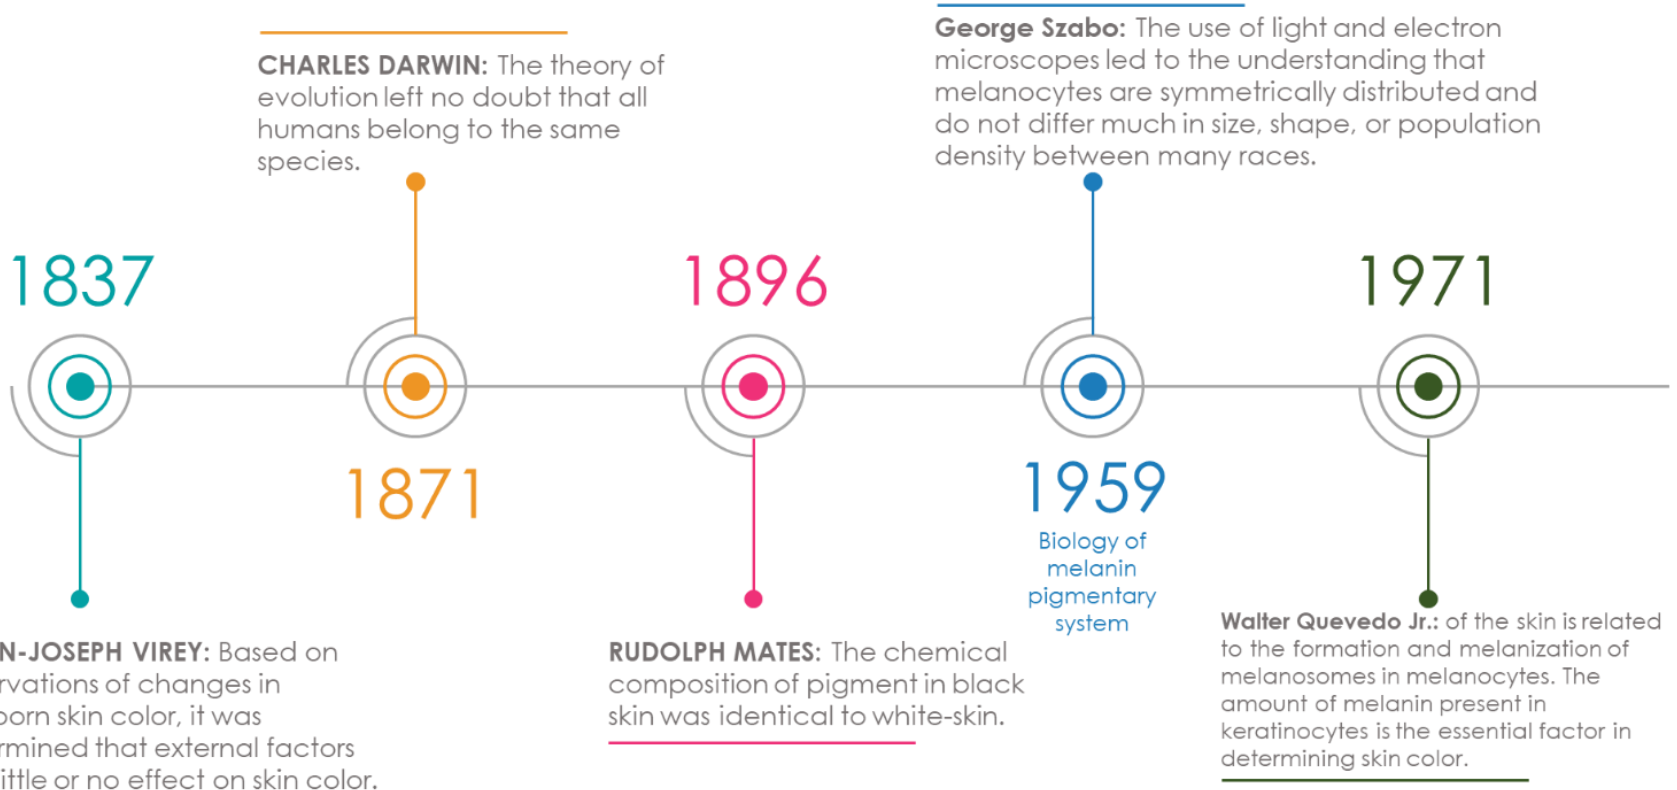 George Szabo: The use of light and electron
microscopes led to the understanding that
melanocytes are symmetrically distributed and
do not differ much in size, shape, or population
density between many races.
CHARLES DARWIN: The theory of
evolution left no doubt that all
humans belong to the same
species.
1837
1896
1971
1871
1959
Biology of
melanin
pigmentary
system
N-JOSEPH VIREY: Based on
rvations of changes in
born skin color, it was
rmined that external factors
ittle or no effect on skin color.
RUDOLPH MATES: The chemical
composition of pigment in black
skin was identical to white-skin.
Walter Quevedo Jr.: of the skin is related
to the formation and melanization of
melanosomes in melanocytes. The
amount of melanin present in
keratinocytes is the essential factor in
determining skin color.